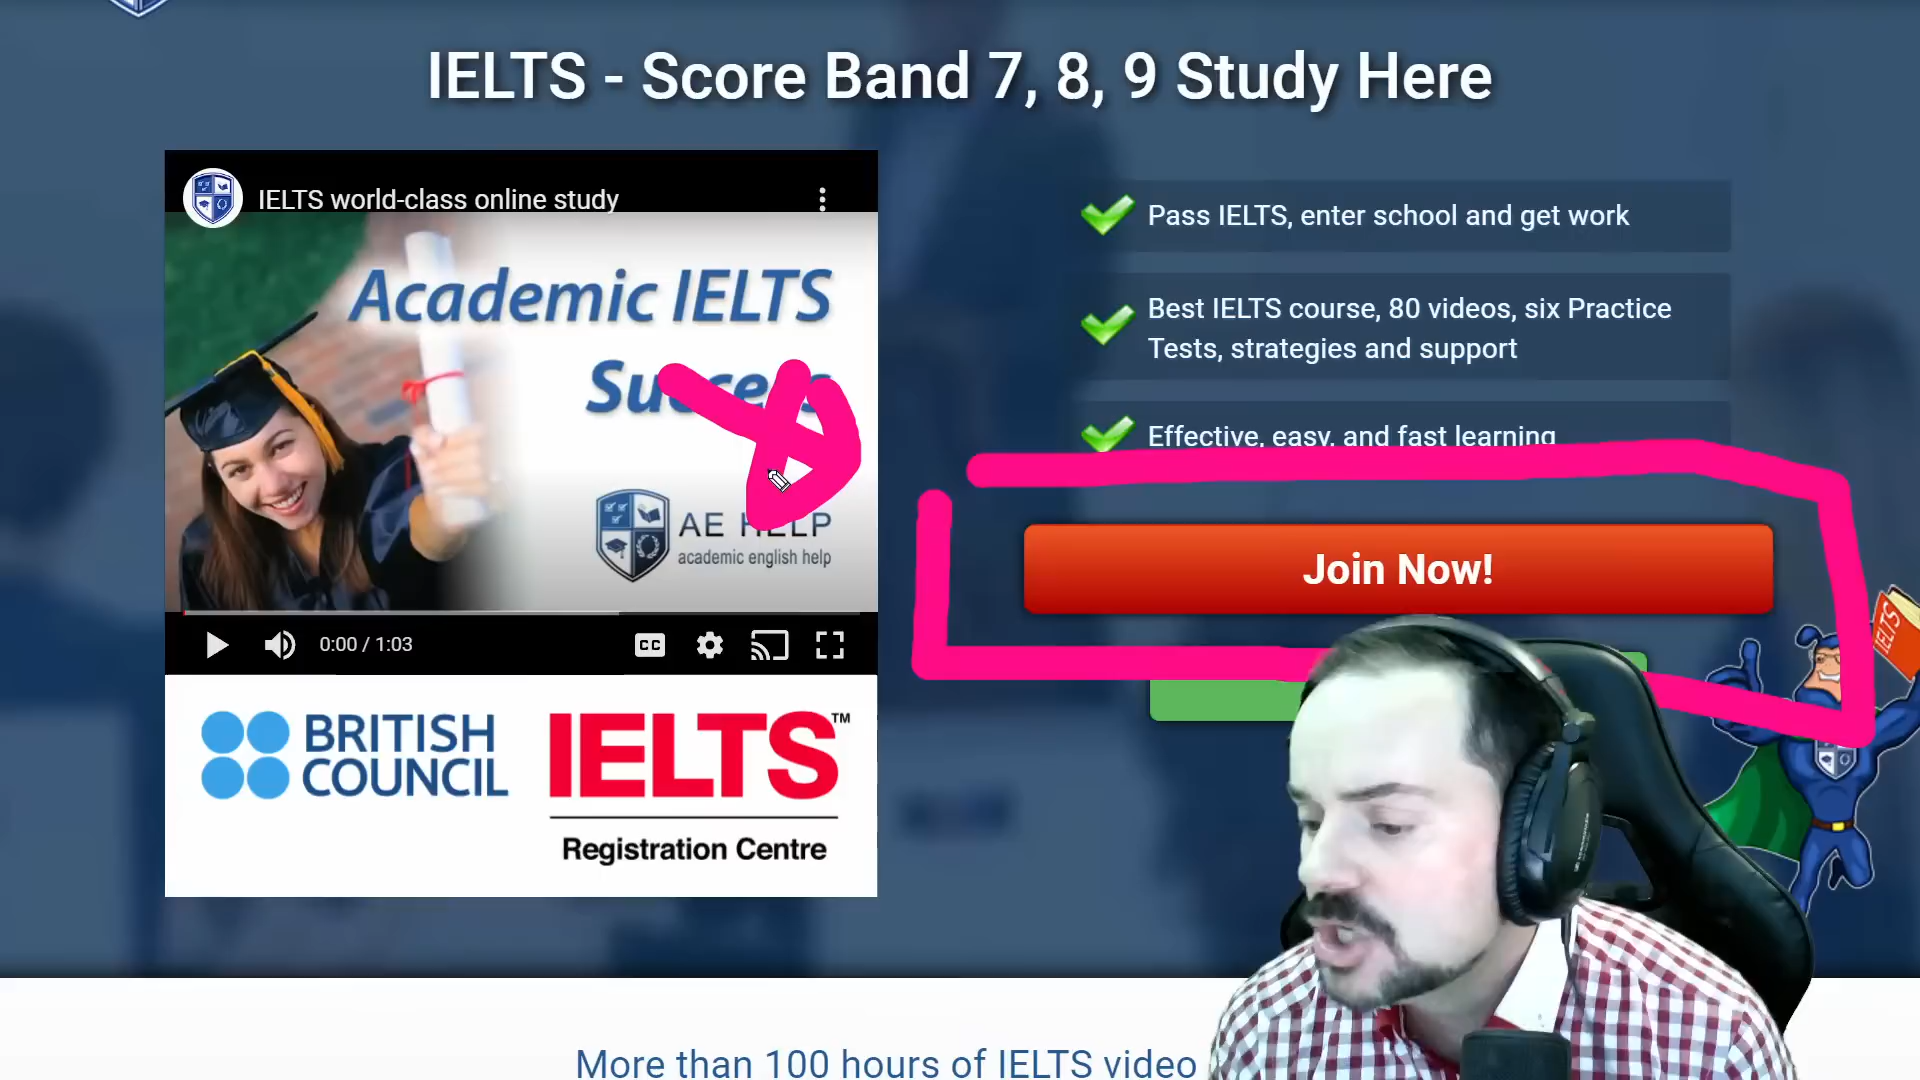 IELTS - Score Band 7, 8, 9 Study Here
IELTS world-class online study
Academic IELTS
Success
AE HELP
academic english help
0:00 / 1:03
CC
BRITISH
COUNCIL
IELTS™
Registration Centre
Pass IELTS, enter school and get work
Best IELTS course, 80 videos, six Practice
Tests, strategies and support
Effective, easy, and fast learning
Join Now!
IELTS
More than 100 hours of IELTS video